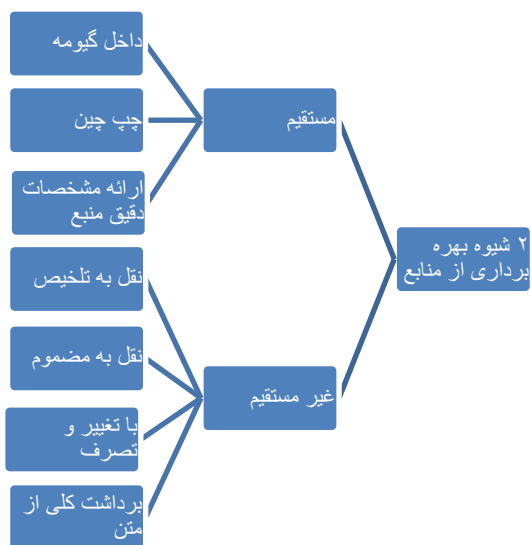 ۲ شیوه بهره
برداری از منابع
مستقیم
داخل گیومه
چپ چین
ارائه مشخصات
دقیق منبع
غیر مستقیم
نقل به تلخیص
نقل به مضموم
با تغییر و
تصرف
برداشت کلی از
متن